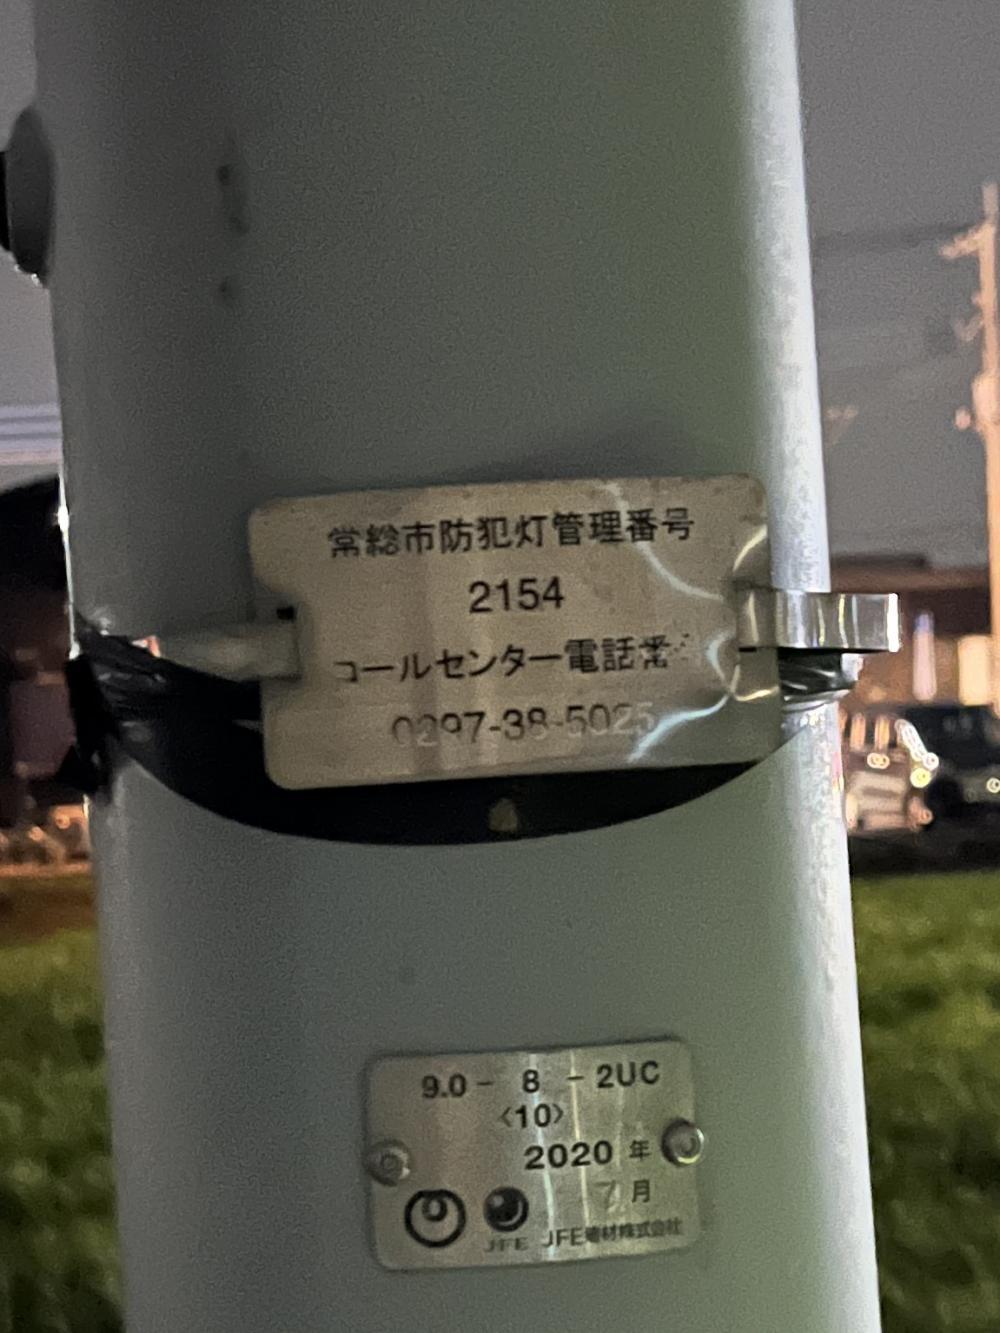 常総市防犯灯管理番号
2154
コールセンター電話番
0297-38-5025
9.0 - 8 - 2UC
〈10〉
2020 年
7 月
JFE JFE建材株式会社